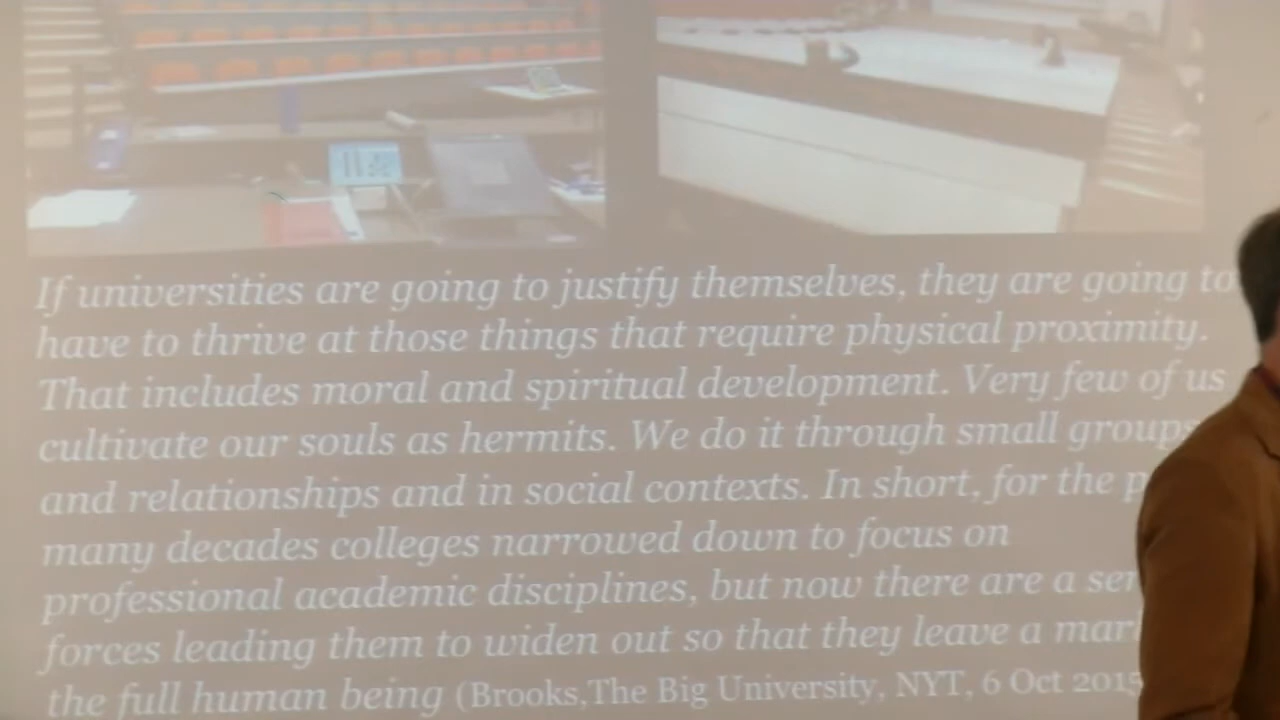 If universities are going to justify themselves, they are going to
have to thrive at those things that require physical proximity.
That includes moral and spiritual development. Very few of us
cultivate our souls as hermits. We do it through small groups
and relationships and in social contexts. In short, for the
many decades colleges narrowed down to focus on
professional academic disciplines, but now there are a
forces leading them to widen out so that they leave a
the full human being (Brooks,The Big University, NYT, 6 Oct 2015